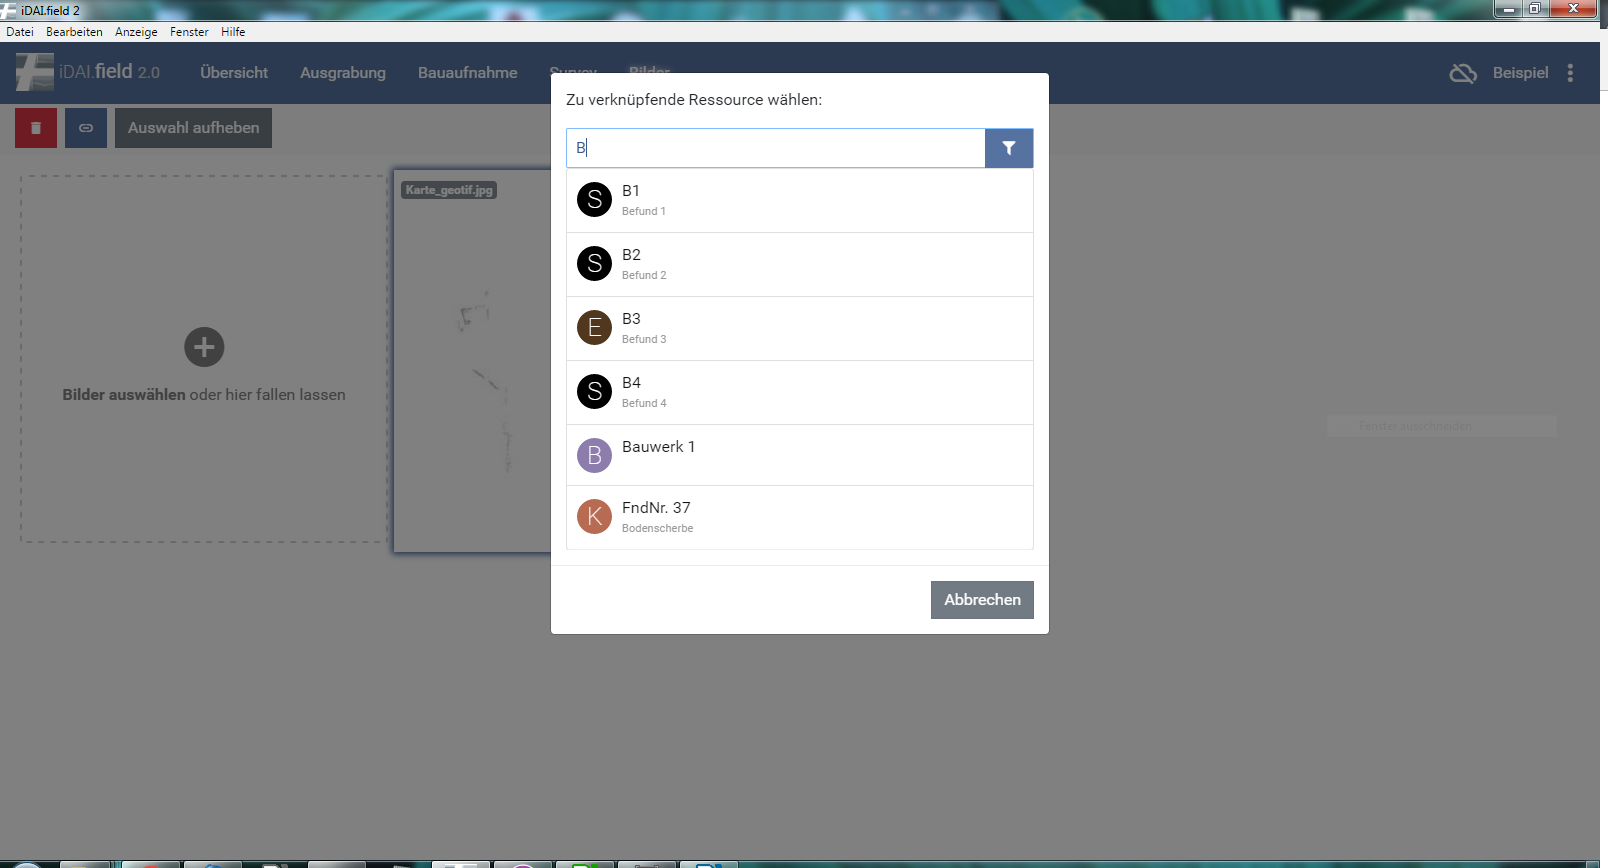 iDAI.field 2
Datei Bearbeiten Anzeige Fenster Hilfe
iDAI.field 2.0 Übersicht Ausgrabung Bauaufnahme Survey Bilder Beispiel
Auswahl aufheben
Karte_geotif.jpg
Bilder auswählen oder hier fallen lassen
Zu verknüpfende Ressource wählen:
B
S B1
Befund 1
S B2
Befund 2
E B3
Befund 3
S B4
Befund 4
B Bauwerk 1
K FndNr. 37
Bodenscherbe
Abbrechen
Fenster ausschneiden